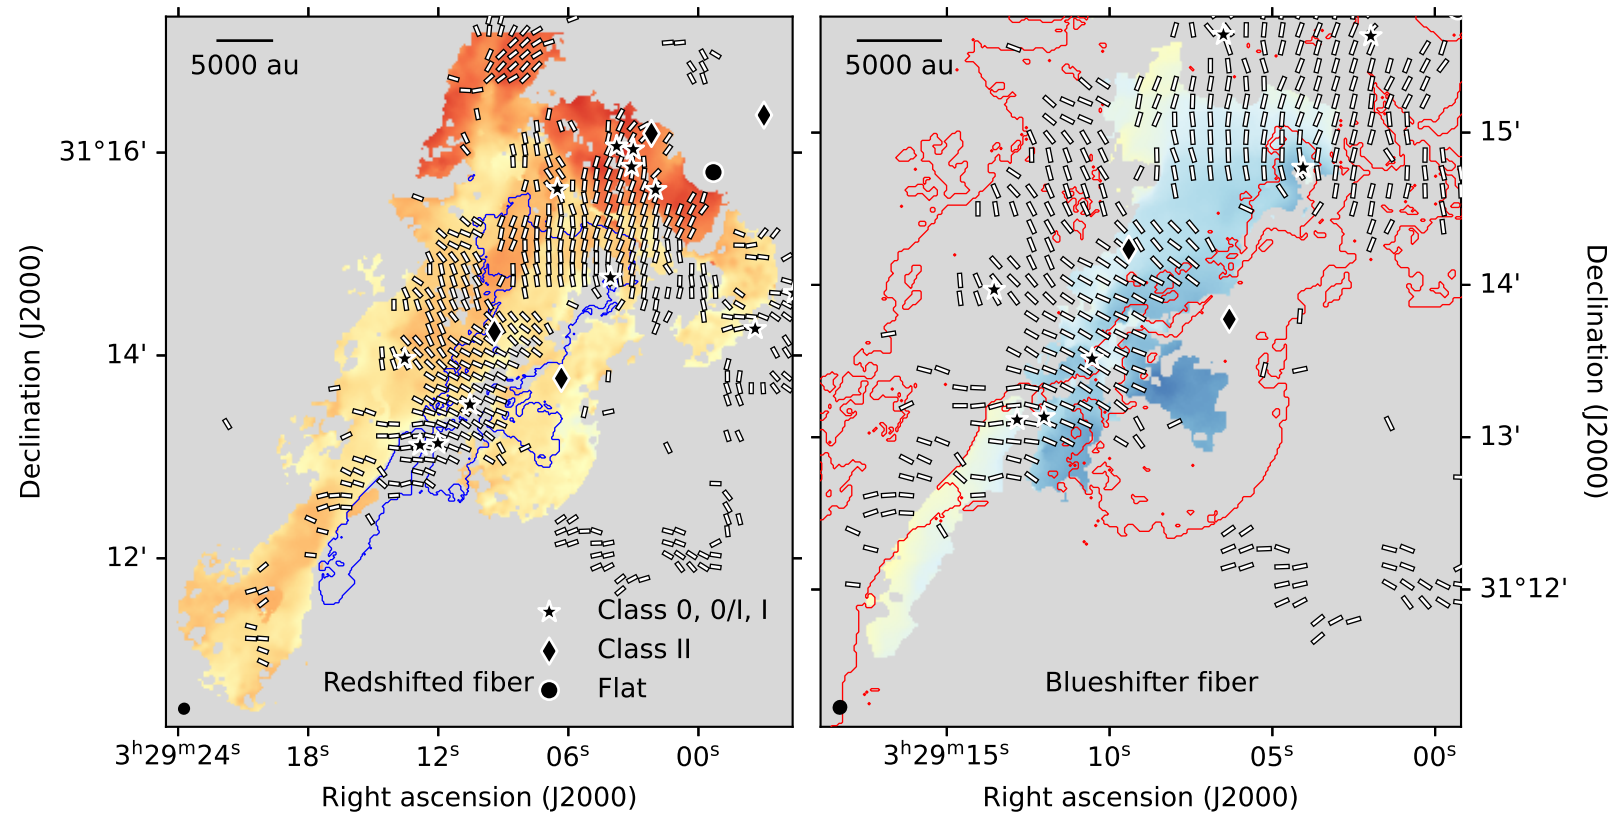 5000 au
31°16'
14'
12'
Declination (J2000)
Class 0, 0/I, I
Class II
Flat
Redshifted fiber
3ʰ29ᵐ24ˢ
18ˢ
12ˢ
06ˢ
00ˢ
Right ascension (J2000)
5000 au
15'
14'
13'
31°12'
Declination (J2000)
Blueshifter fiber
3ʰ29ᵐ15ˢ
10ˢ
05ˢ
00ˢ
Right ascension (J2000)